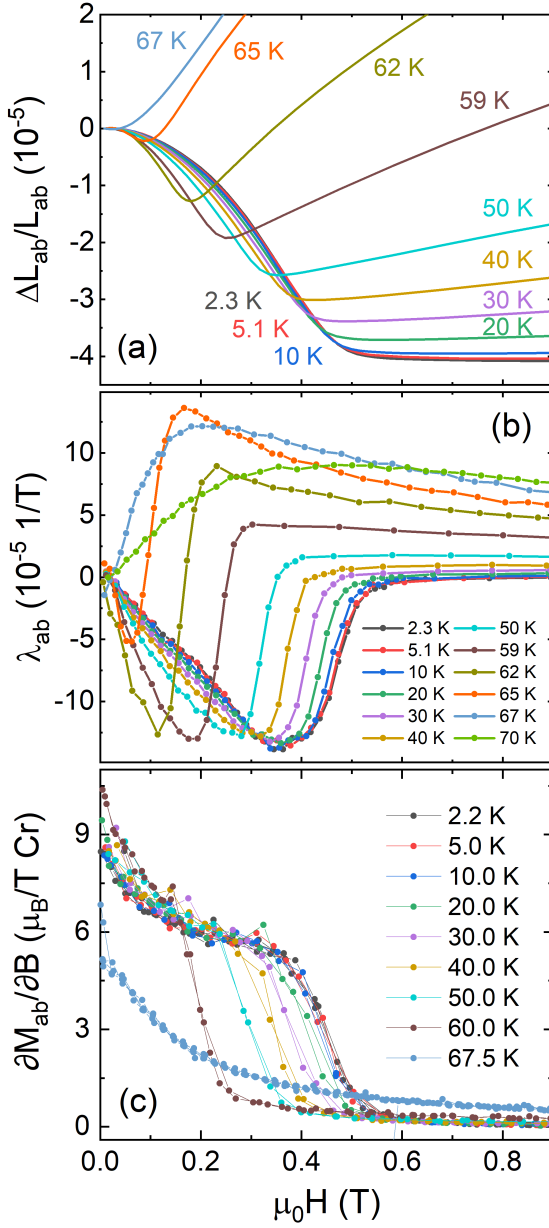 2
1
0
-1
-2
-3
-4
ΔL_ab/L_ab (10^-5)
67 K
65 K
62 K
59 K
50 K
40 K
30 K
20 K
2.3 K
5.1 K
10 K
(a)
10
5
0
-5
-10
λ_ab (10^-5 1/T)
(b)
2.3 K 50 K
5.1 K 59 K
10 K 62 K
20 K 65 K
30 K 67 K
40 K 70 K
9
6
3
0
∂M_ab/∂B (μ_B/T Cr)
2.2 K
5.0 K
10.0 K
20.0 K
30.0 K
40.0 K
50.0 K
60.0 K
67.5 K
(c)
0.0 0.2 0.4 0.6 0.8
μ_0H (T)